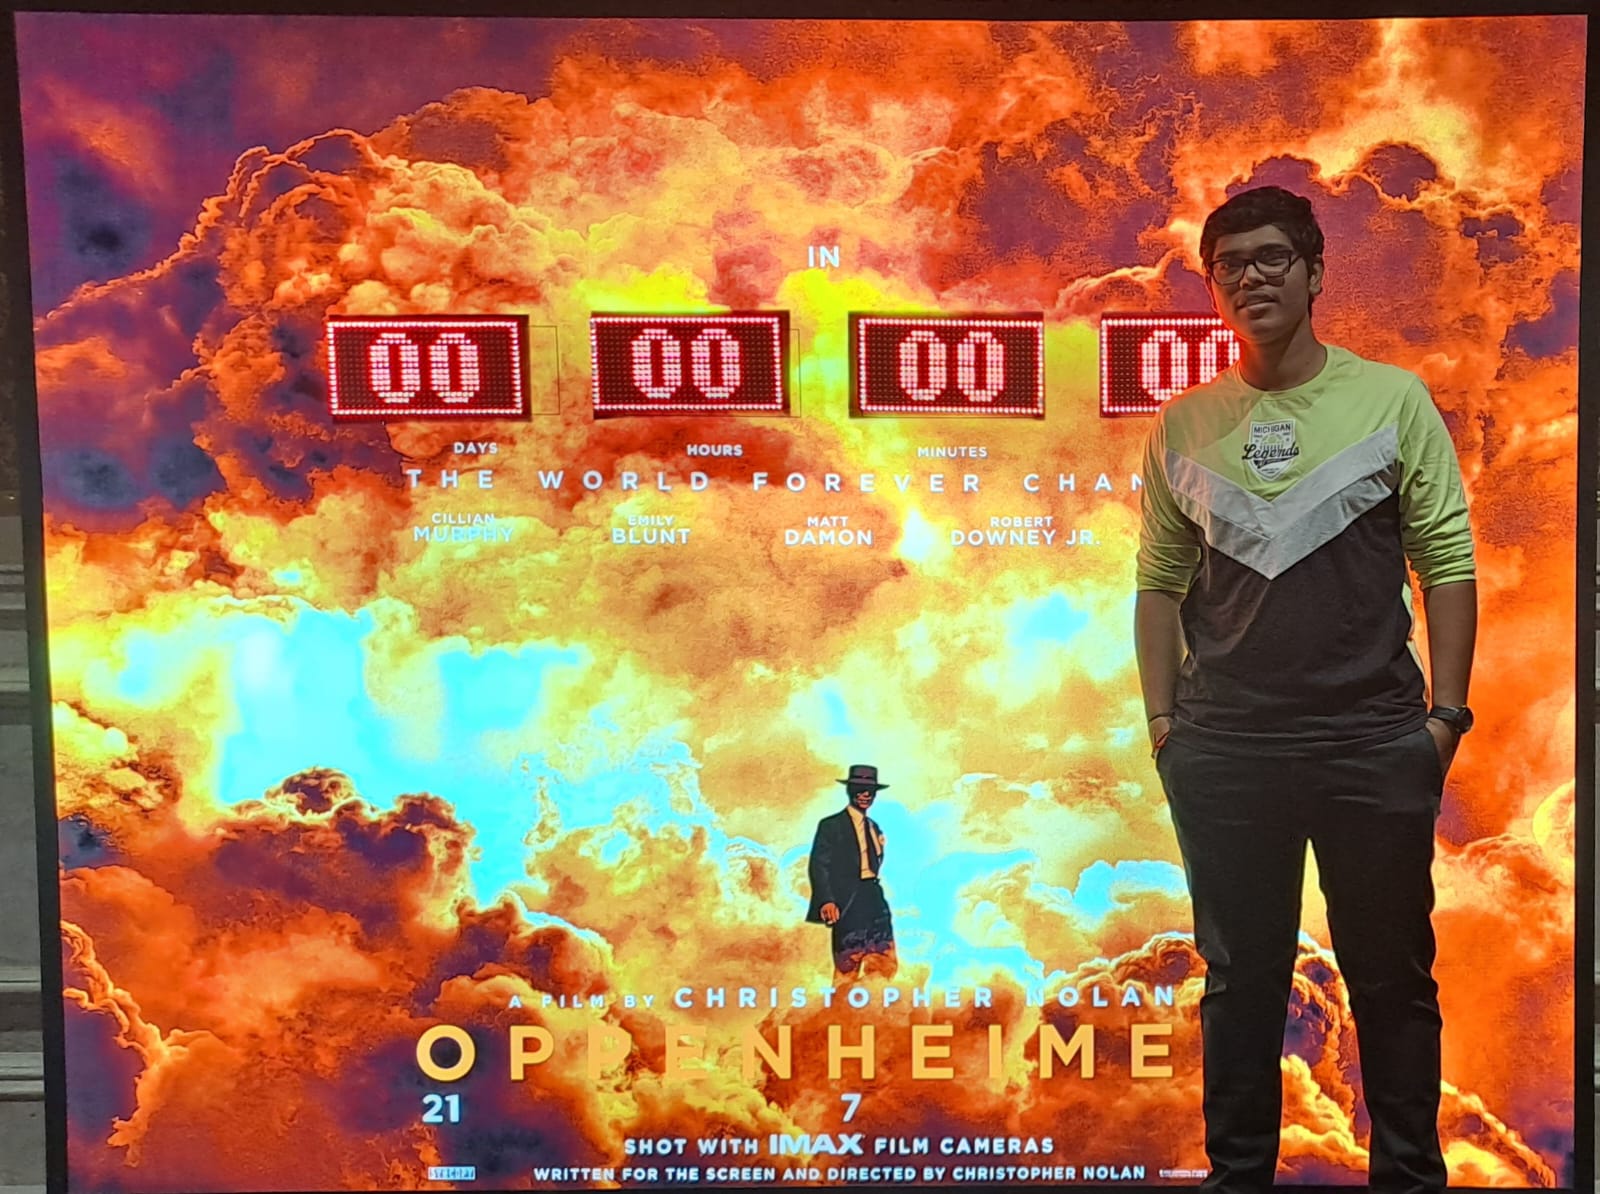 IN
00 00 00 00
DAYS HOURS MINUTES
THE WORLD FOREVER CHAN
CILLIAN MURPHY
EMILY BLUNT
MATT DAMON
ROBERT DOWNEY JR.
MICHIGAN
Legends
A FILM BY CHRISTOPHER NOLAN
OPPENHEIME
21 7
SHOT WITH IMAX FILM CAMERAS
SYNCOPY WRITTEN FOR THE SCREEN AND DIRECTED BY CHRISTOPHER NOLAN